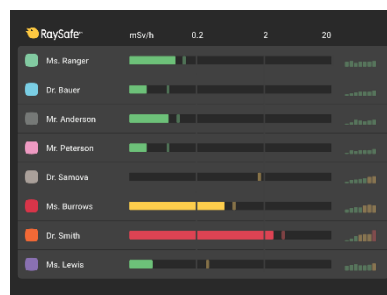 RaySafe™ mSv/h 0.2 2 20
Ms. Ranger
Dr. Bauer
Mr. Anderson
Mr. Peterson
Dr. Samova
Ms. Burrows
Dr. Smith
Ms. Lewis